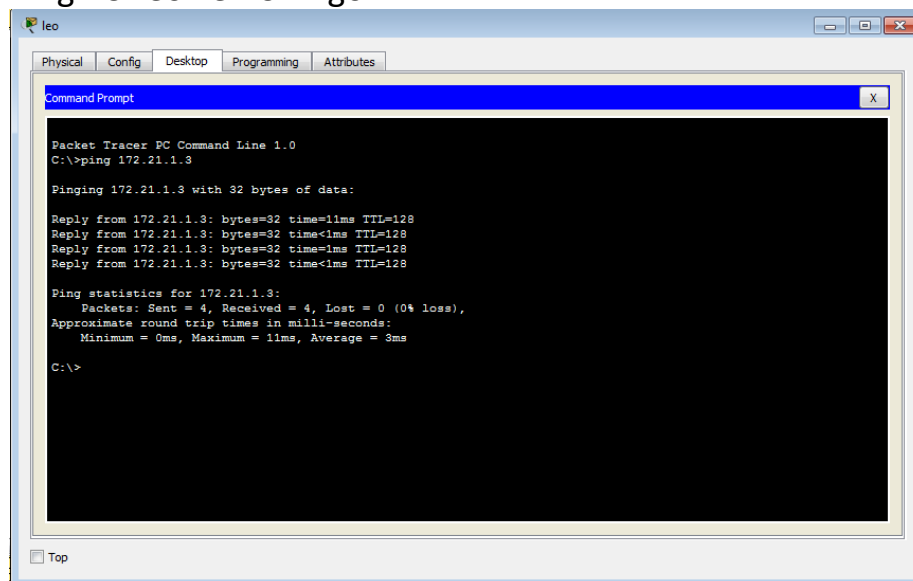 leo
Physical Config Desktop Programming Attributes
Command Prompt X
Packet Tracer PC Command Line 1.0
C:\>ping 172.21.1.3
Pinging 172.21.1.3 with 32 bytes of data:
Reply from 172.21.1.3: bytes=32 time=11ms TTL=128
Reply from 172.21.1.3: bytes=32 time<1ms TTL=128
Reply from 172.21.1.3: bytes=32 time=1ms TTL=128
Reply from 172.21.1.3: bytes=32 time<1ms TTL=128
Ping statistics for 172.21.1.3:
Packets: Sent = 4, Received = 4, Lost = 0 (0% loss),
Approximate round trip times in milli-seconds:
Minimum = 0ms, Maximum = 11ms, Average = 3ms
C:\>
Top